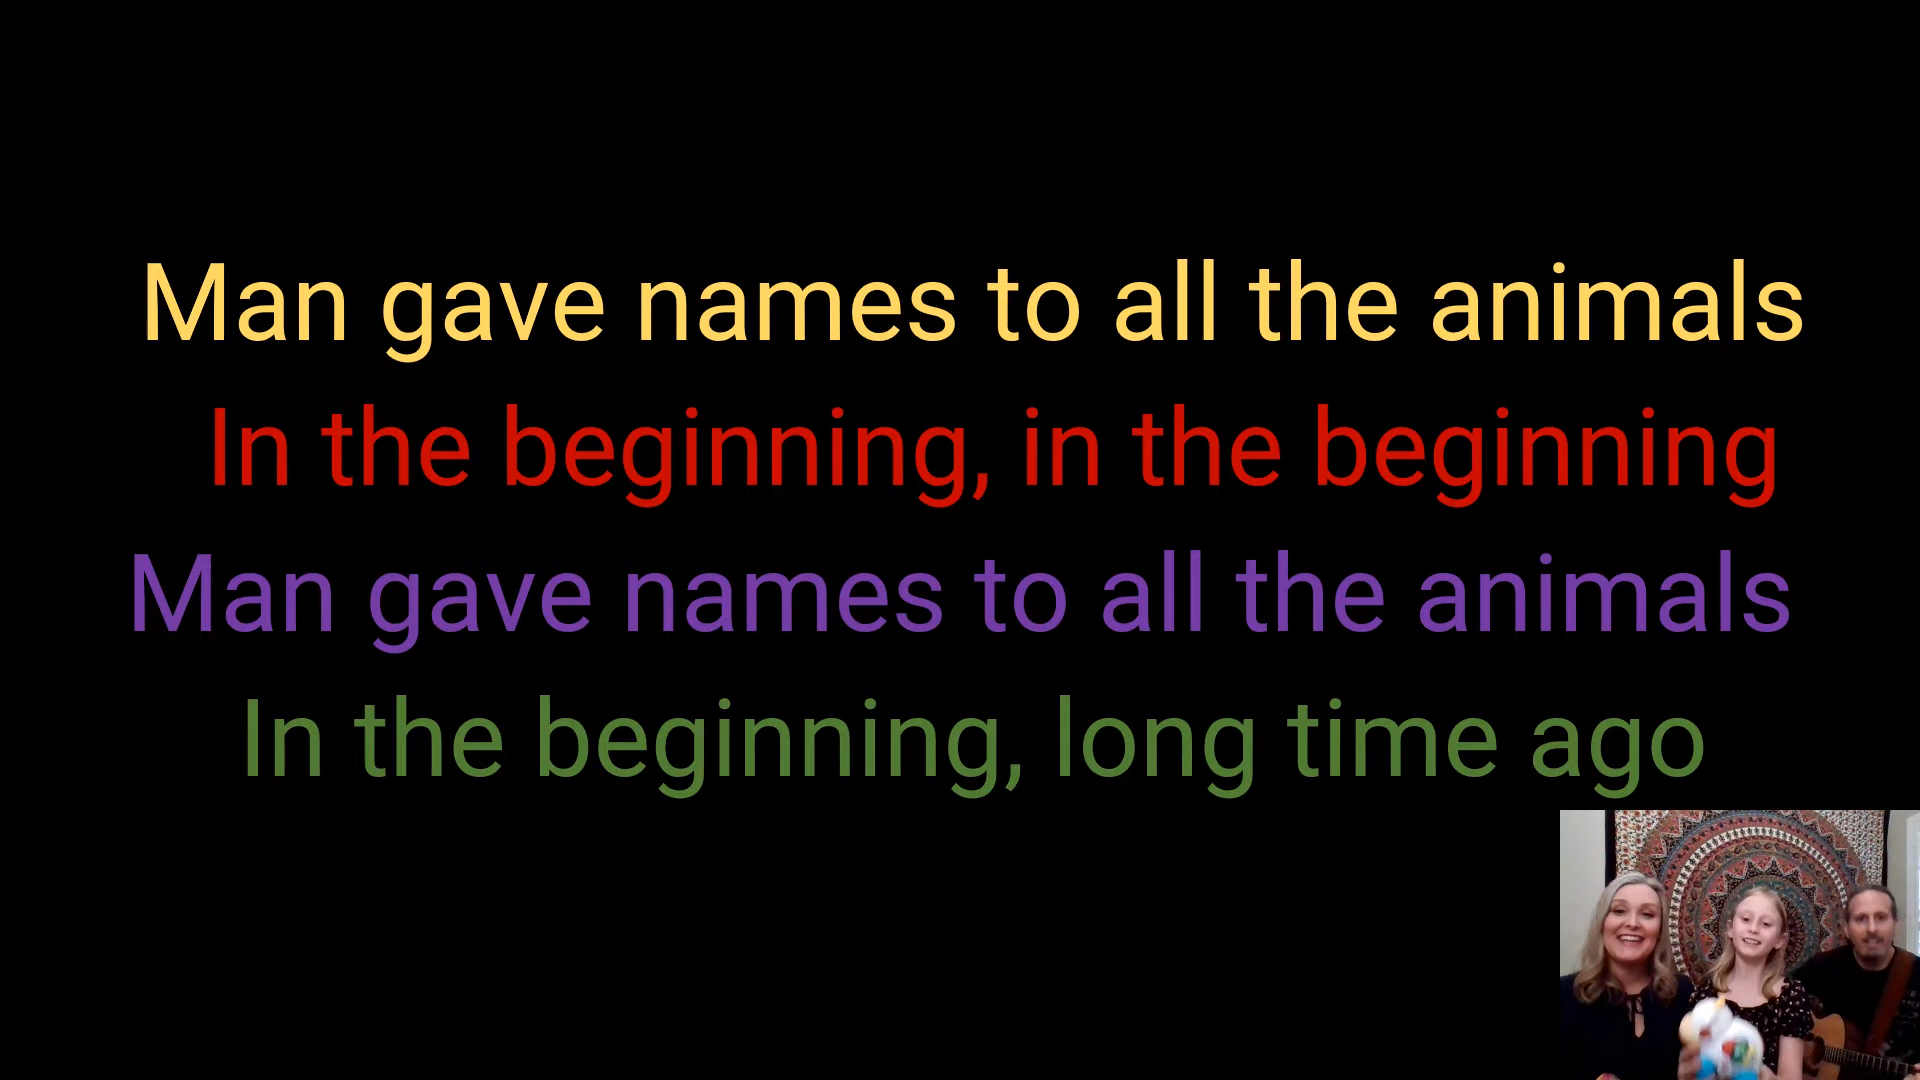 Man gave names to all the animals
In the beginning, in the beginning
Man gave names to all the animals
In the beginning, long time ago